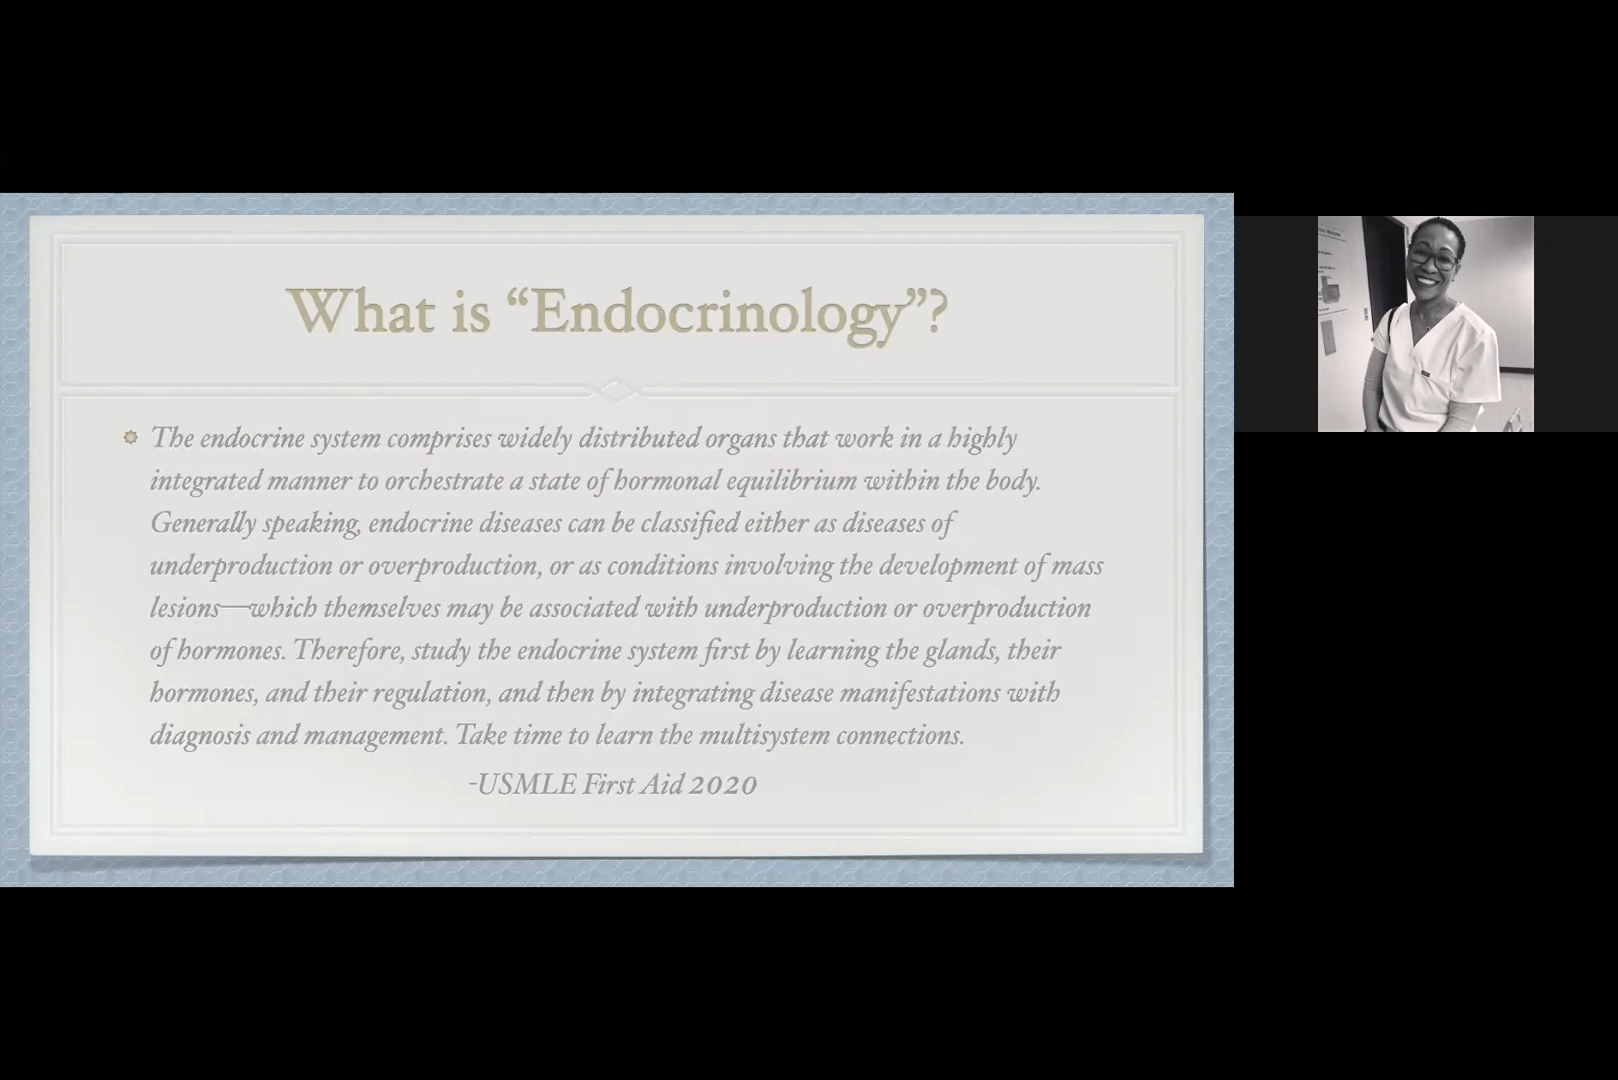 What is “Endocrinology”?
The endocrine system comprises widely distributed organs that work in a highly
integrated manner to orchestrate a state of hormonal equilibrium within the body.
Generally speaking, endocrine diseases can be classified either as diseases of
underproduction or overproduction, or as conditions involving the development of mass
lesions—which themselves may be associated with underproduction or overproduction
of hormones. Therefore, study the endocrine system first by learning the glands, their
hormones, and their regulation, and then by integrating disease manifestations with
diagnosis and management. Take time to learn the multisystem connections.
-USMLE First Aid 2020